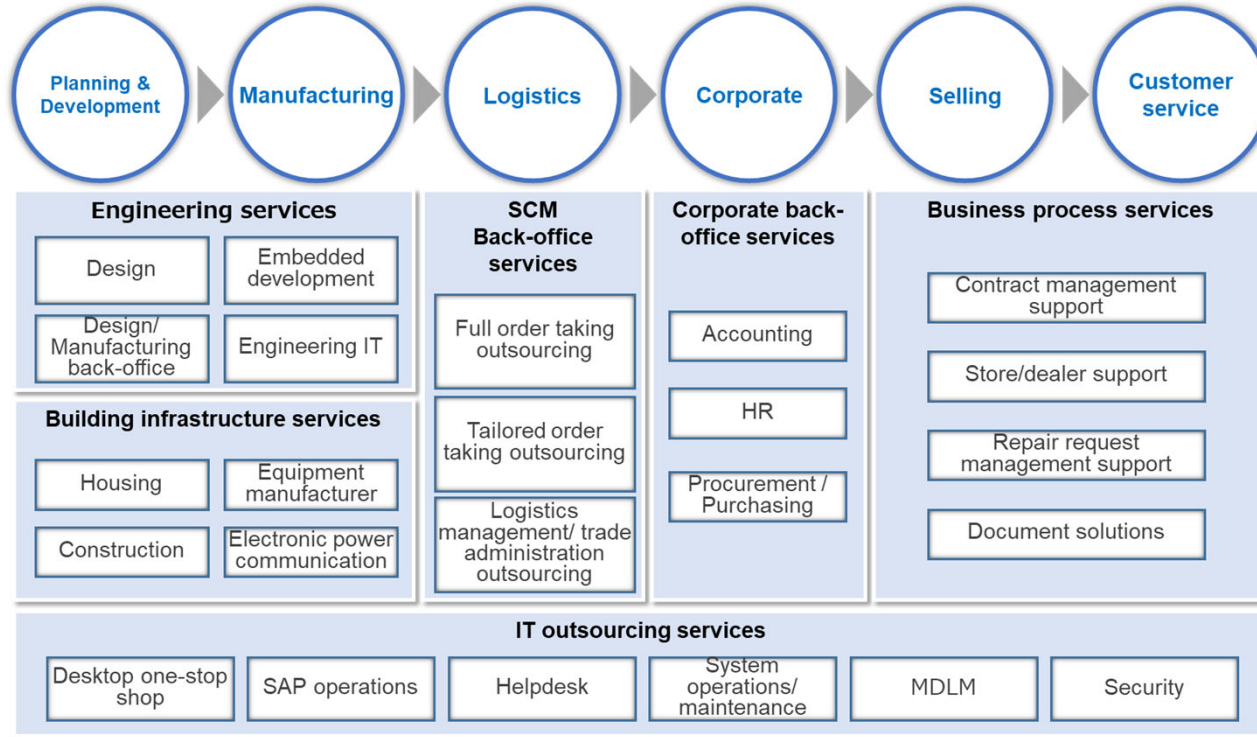 Planning &
Development
Manufacturing
Logistics
Corporate
Selling
Customer
service
Engineering services
Design
Embedded
development
Design/
Manufacturing
back-office
Engineering IT
Building infrastructure services
Housing
Equipment
manufacturer
Construction
Electronic power
communication
SCM
Back-office
services
Full order taking
outsourcing
Tailored order
taking outsourcing
Logistics
management/ trade
administration
outsourcing
Corporate back-
office services
Accounting
HR
Procurement /
Purchasing
Business process services
Contract management
support
Store/dealer support
Repair request
management support
Document solutions
IT outsourcing services
Desktop one-stop
shop
SAP operations
Helpdesk
System
operations/
maintenance
MDLM
Security